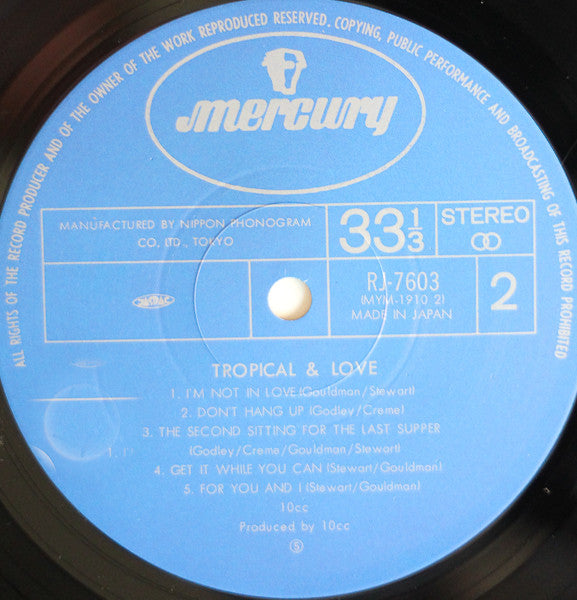 ALL RIGHTS OF THE RECORD PRODUCER AND OF THE OWNER OF THE WORK REPRODUCED RESERVED. COPYING, PUBLIC PERFORMANCE AND BROADCASTING OF THIS RECORD PROHIBITED
mercury
MANUFACTURED BY NIPPON PHONOGRAM
CO. LTD., TOKYO
33 1/3
STEREO
RJ-7603
(MYM-1910 2)
MADE IN JAPAN
2
TROPICAL & LOVE
1. I'M NOT IN LOVE (Gouldman/Stewart)
2. DON'T HANG UP (Godley/Creme)
3. THE SECOND SITTING FOR THE LAST SUPPER
(Godley/Creme/Gouldman/Stewart)
4. GET IT WHILE YOU CAN (Stewart/Gouldman)
5. FOR YOU AND I (Stewart/Gouldman)
10cc
Produced by 10cc
Ⓢ